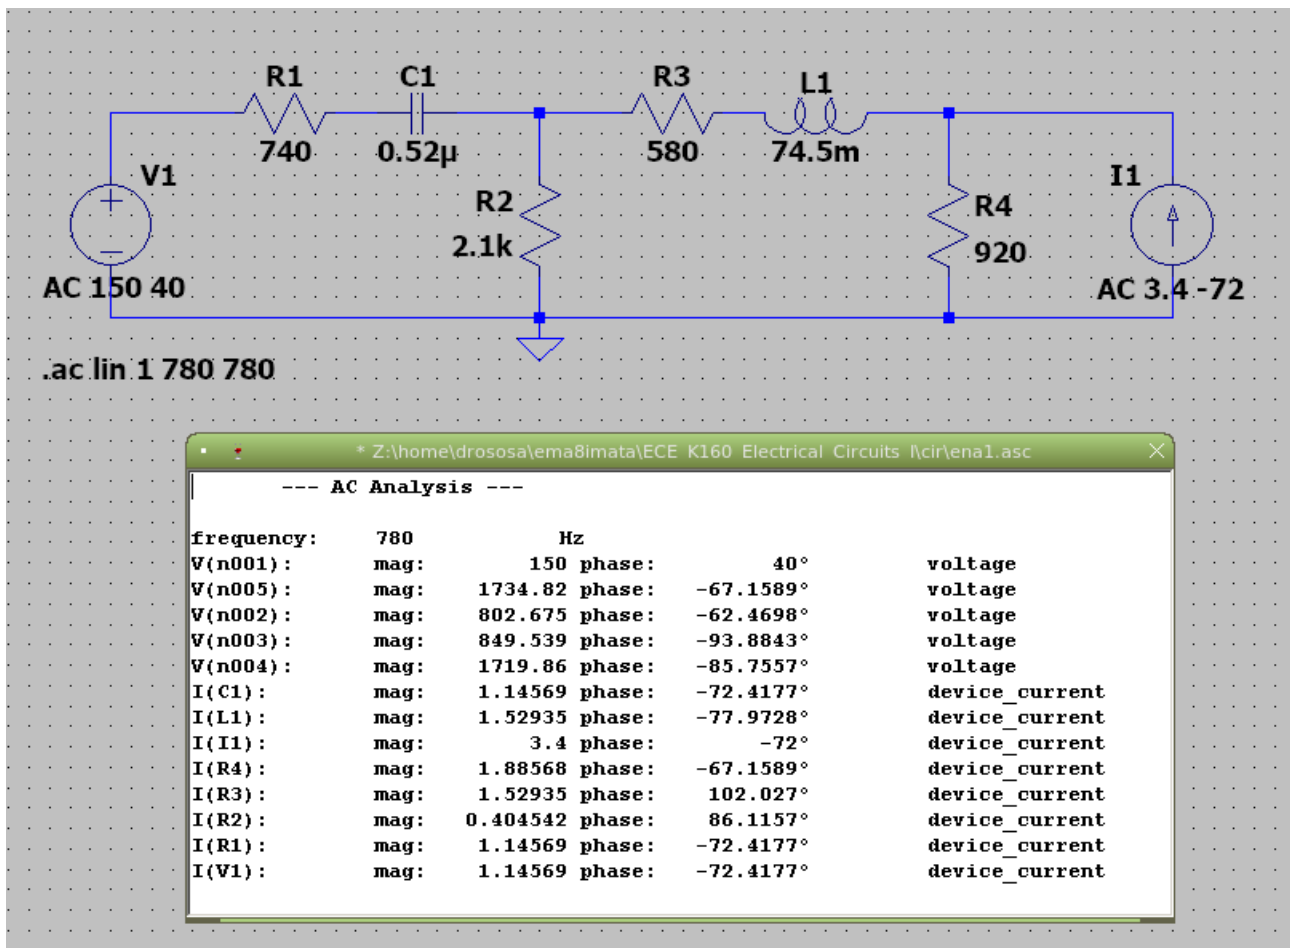 R1 C1 R3 L1
740 0.52µ 580 74.5m
V1 I1
R2 R4
2.1k 920
AC 150 40 AC 3.4 -72
.ac lin 1 780 780
* Z:\home\drososa\ema8imata\ECE_K160_Electrical_Circuits_I\cir\ena1.asc
--- AC Analysis ---
frequency: 780 Hz
V(n001): mag: 150 phase: 40° voltage
V(n005): mag: 1734.82 phase: -67.1589° voltage
V(n002): mag: 802.675 phase: -62.4698° voltage
V(n003): mag: 849.539 phase: -93.8843° voltage
V(n004): mag: 1719.86 phase: -85.7557° voltage
I(C1): mag: 1.14569 phase: -72.4177° device_current
I(L1): mag: 1.52935 phase: -77.9728° device_current
I(I1): mag: 3.4 phase: -72° device_current
I(R4): mag: 1.88568 phase: -67.1589° device_current
I(R3): mag: 1.52935 phase: 102.027° device_current
I(R2): mag: 0.404542 phase: 86.1157° device_current
I(R1): mag: 1.14569 phase: -72.4177° device_current
I(V1): mag: 1.14569 phase: -72.4177° device_current